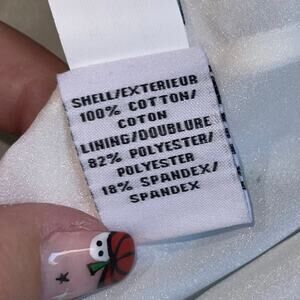 SHELL/EXTERIEUR
100% COTTON/
COTON
LINING/DOUBLURE
82% POLYESTER/
POLYESTER
18% SPANDEX/
SPANDEX